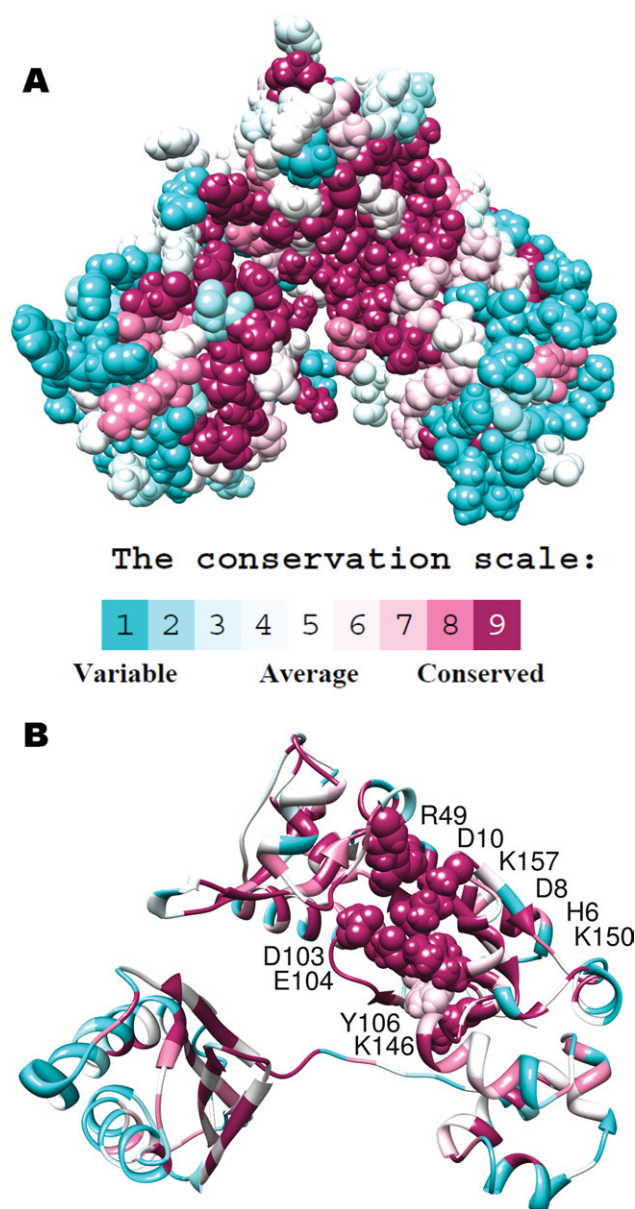 A
The conservation scale:
1 2 3 4 5 6 7 8 9
Variable Average Conserved
B
R49
D10
K157
D8
H6
K150
D103
E104
Y106
K146